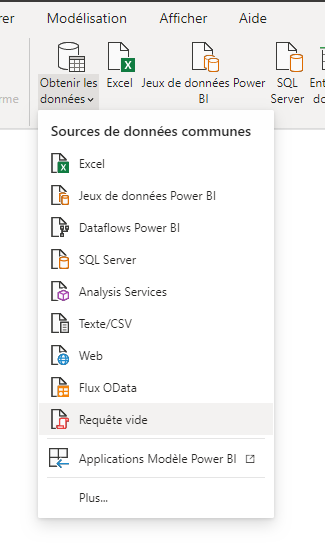 rer Modélisation Afficher Aide
Obtenir les Excel Jeux de données Power SQL Ent
rme données BI Server do
Sources de données communes
Excel
Jeux de données Power BI
Dataflows Power BI
SQL Server
Analysis Services
Texte/CSV
Web
Flux OData
Requête vide
Applications Modèle Power BI
Plus...